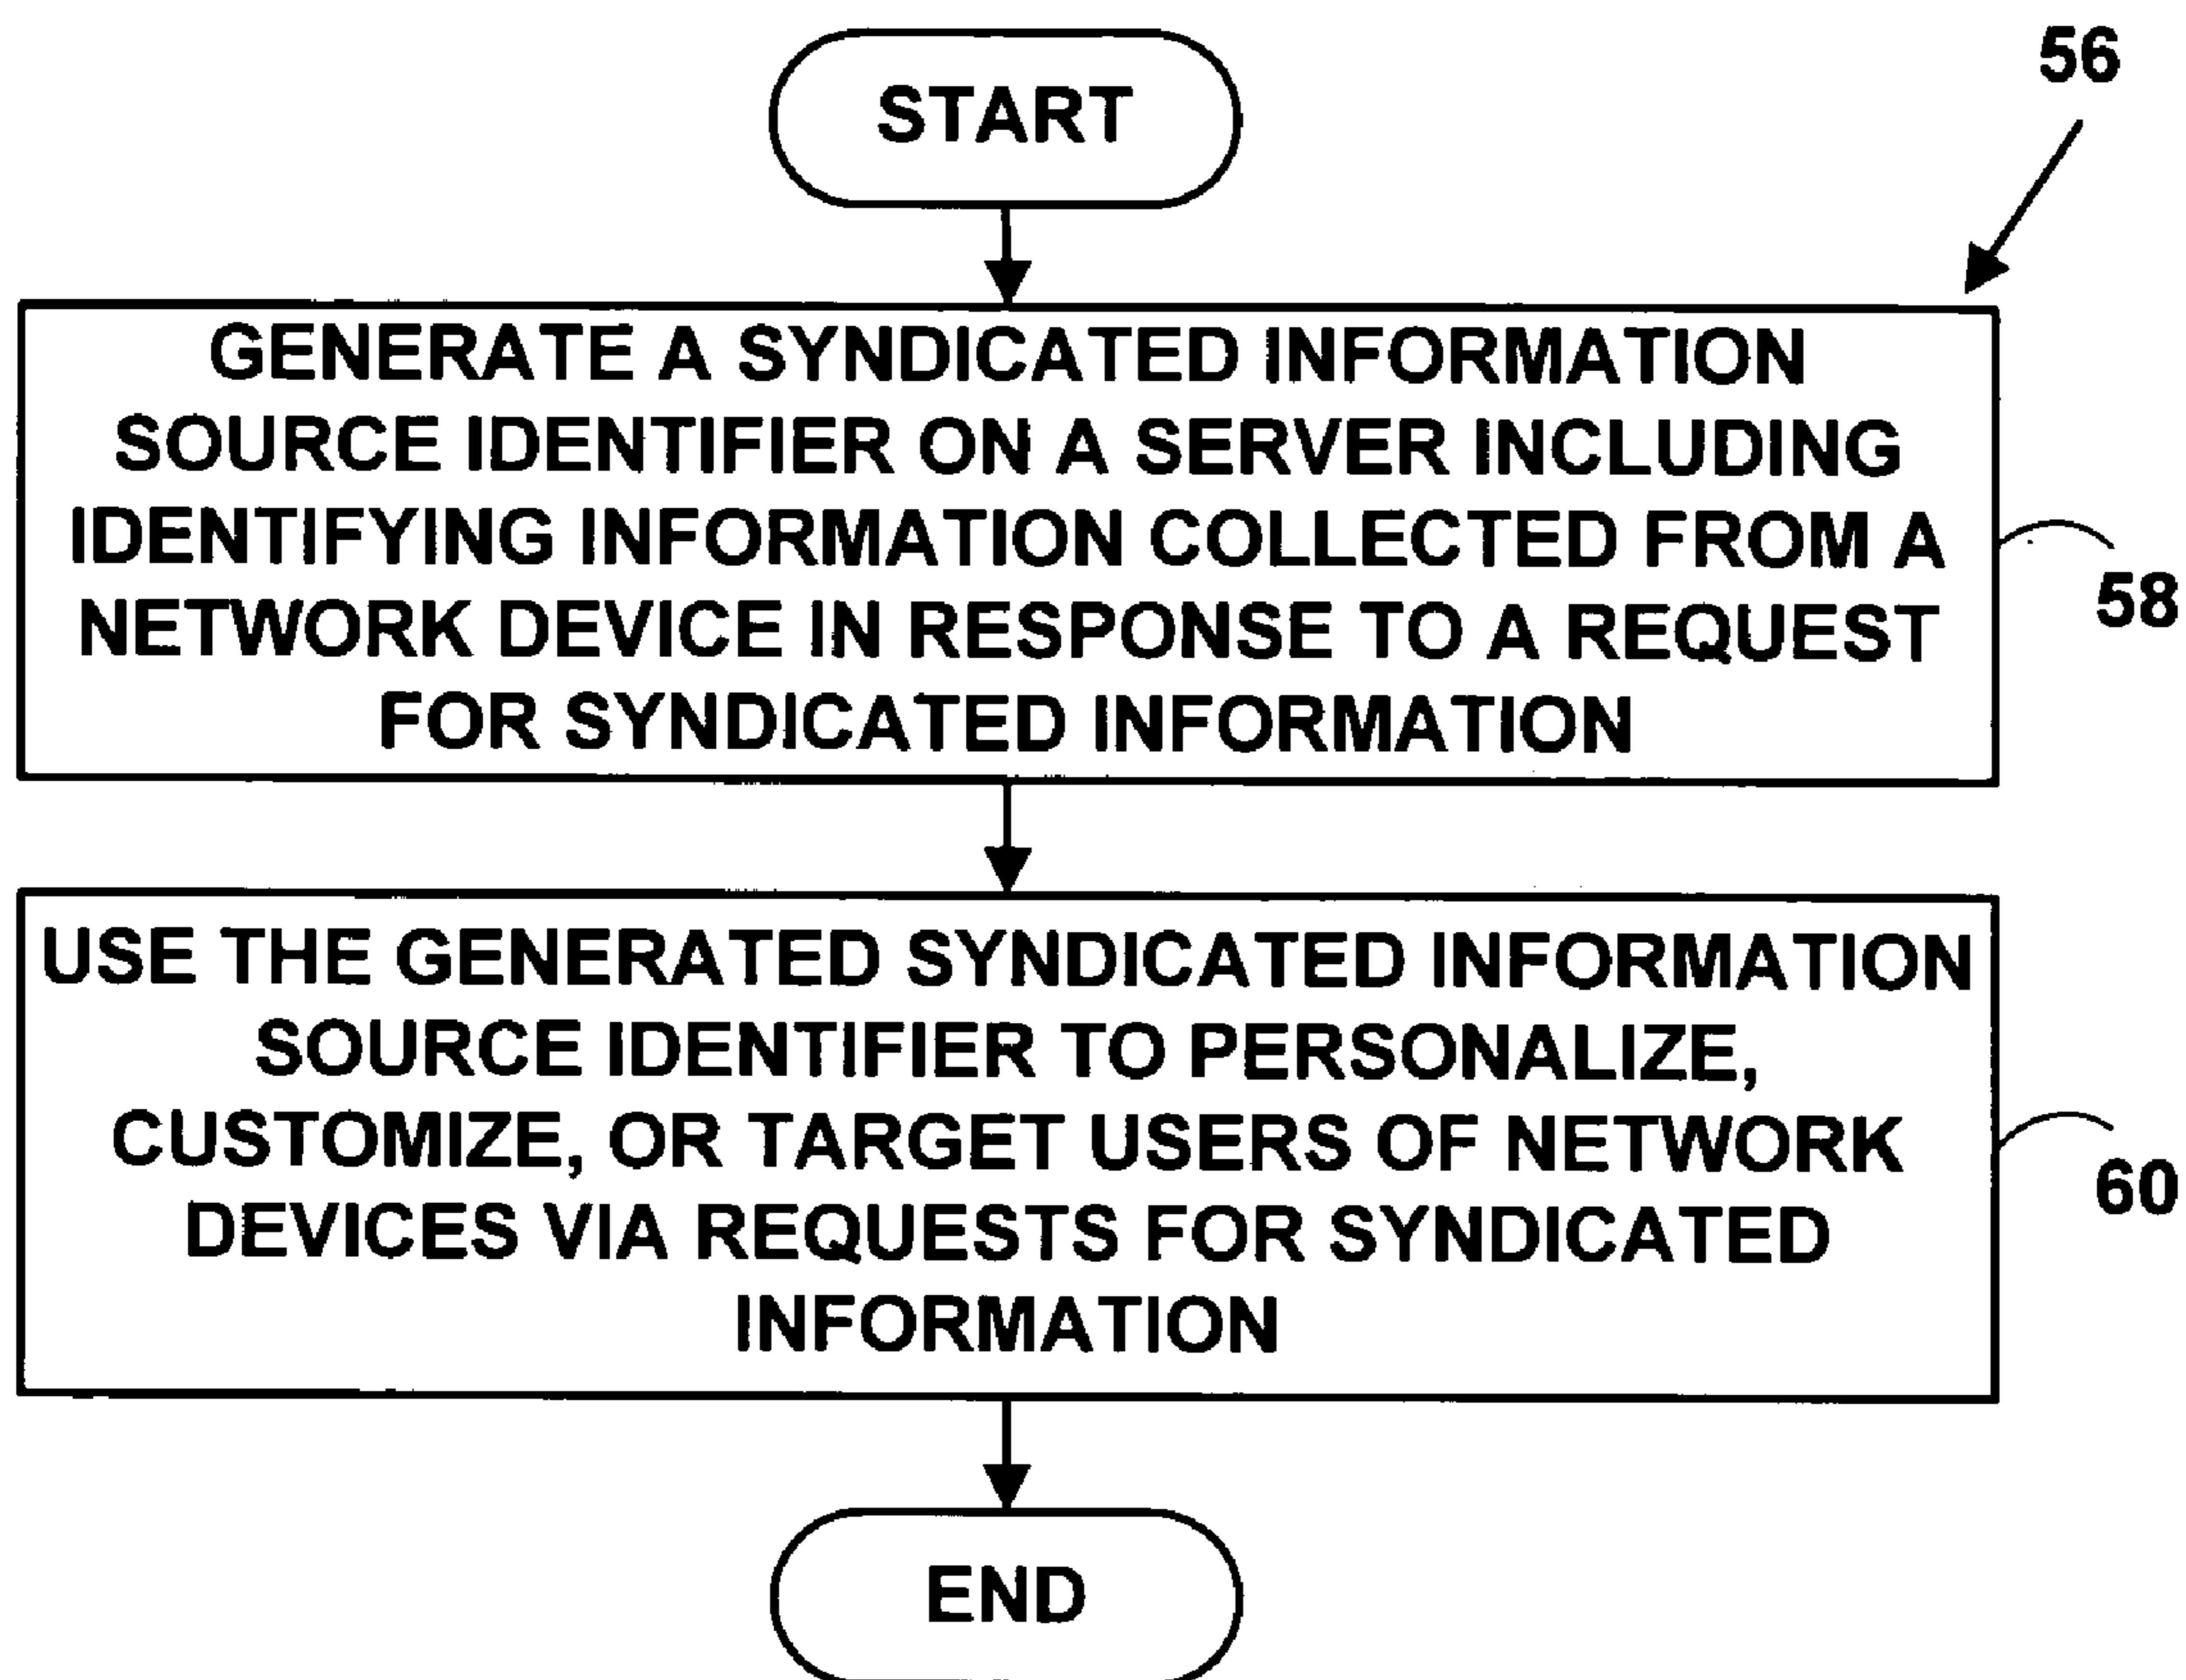 START
56
GENERATE A SYNDICATED INFORMATION
SOURCE IDENTIFIER ON A SERVER INCLUDING
IDENTIFYING INFORMATION COLLECTED FROM A
NETWORK DEVICE IN RESPONSE TO A REQUEST
FOR SYNDICATED INFORMATION
58
USE THE GENERATED SYNDICATED INFORMATION
SOURCE IDENTIFIER TO PERSONALIZE,
CUSTOMIZE, OR TARGET USERS OF NETWORK
DEVICES VIA REQUESTS FOR SYNDICATED
INFORMATION
60
END